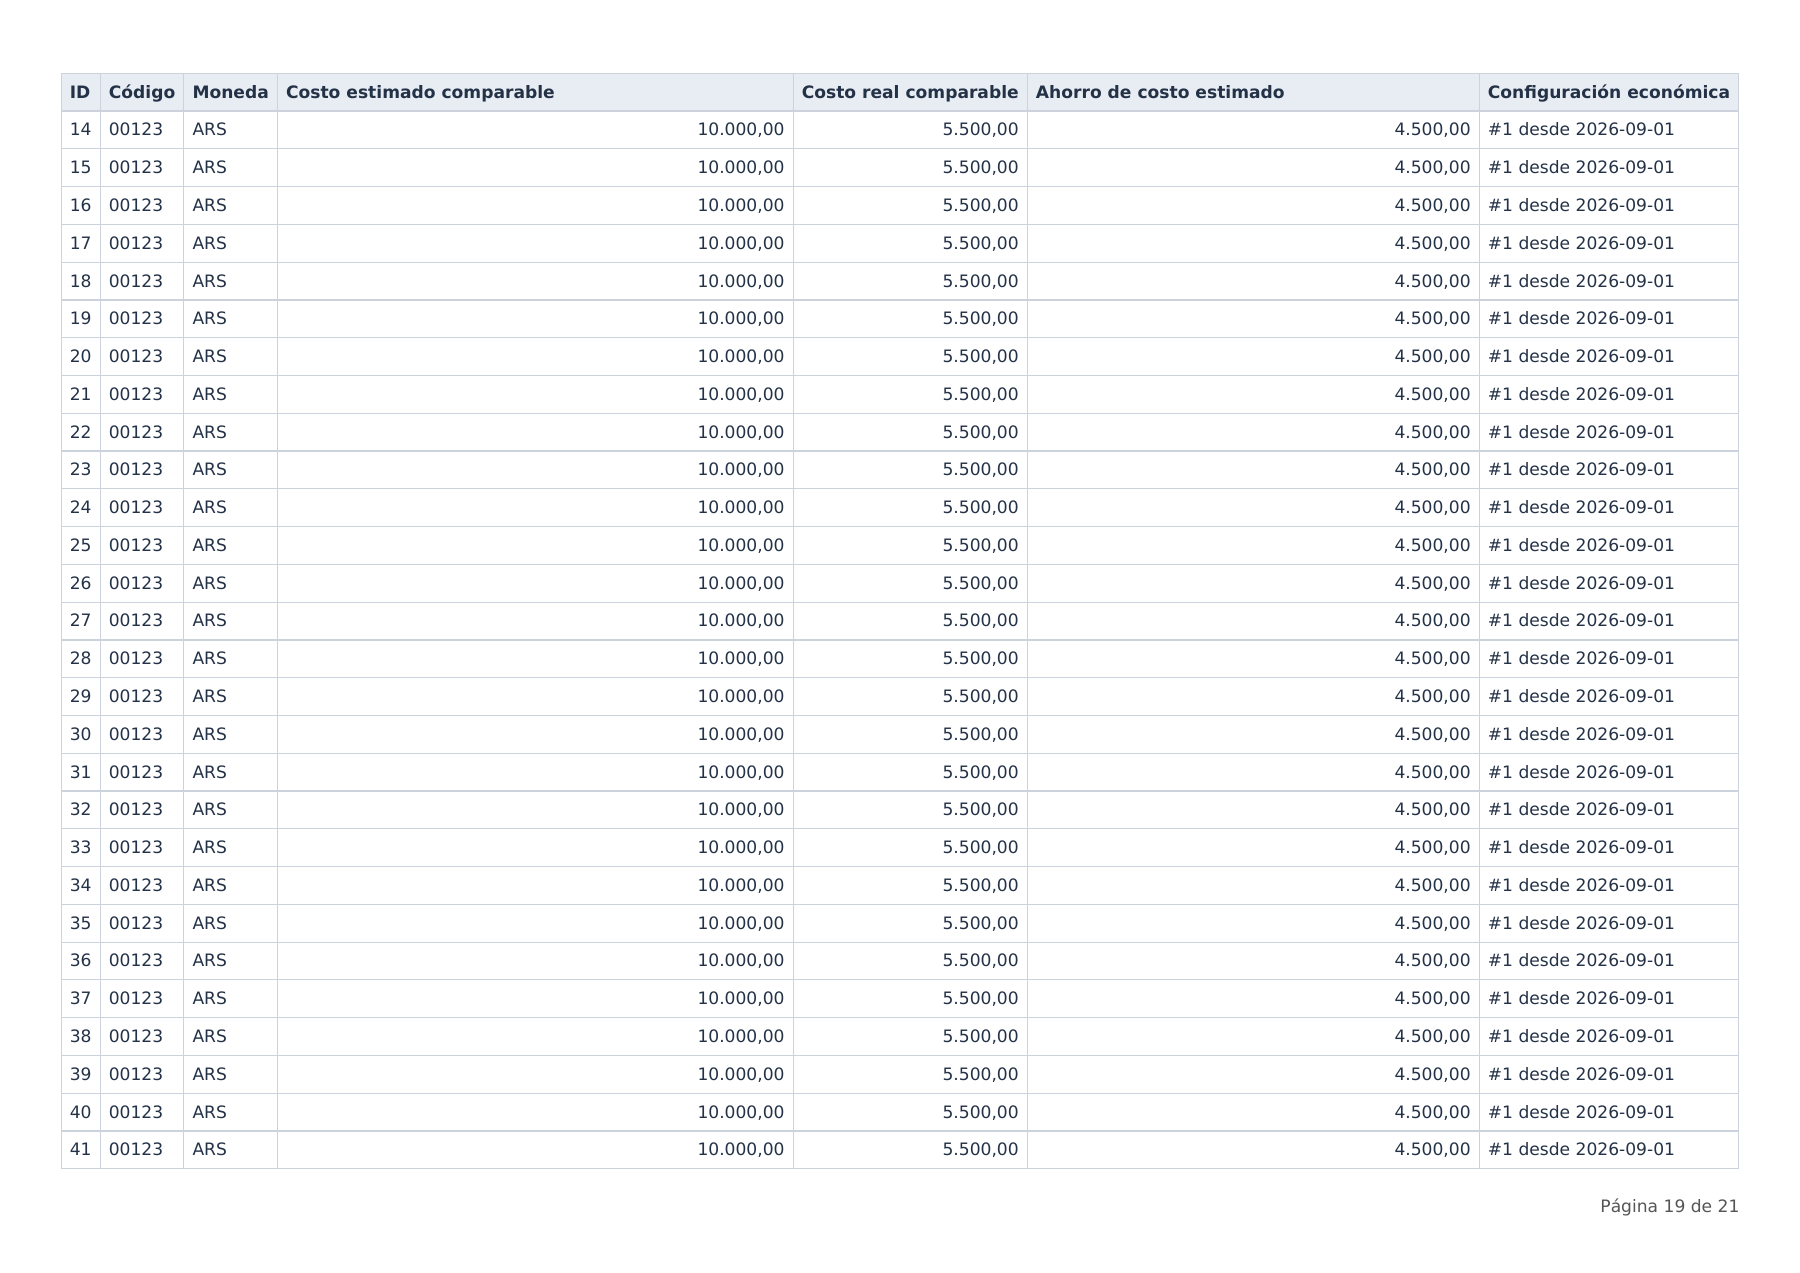 ID Código Moneda Costo estimado comparable Costo real comparable Ahorro de costo estimado Configuración económica
14 00123 ARS 10.000,00 5.500,00 4.500,00 #1 desde 2026-09-01
15 00123 ARS 10.000,00 5.500,00 4.500,00 #1 desde 2026-09-01
16 00123 ARS 10.000,00 5.500,00 4.500,00 #1 desde 2026-09-01
17 00123 ARS 10.000,00 5.500,00 4.500,00 #1 desde 2026-09-01
18 00123 ARS 10.000,00 5.500,00 4.500,00 #1 desde 2026-09-01
19 00123 ARS 10.000,00 5.500,00 4.500,00 #1 desde 2026-09-01
20 00123 ARS 10.000,00 5.500,00 4.500,00 #1 desde 2026-09-01
21 00123 ARS 10.000,00 5.500,00 4.500,00 #1 desde 2026-09-01
22 00123 ARS 10.000,00 5.500,00 4.500,00 #1 desde 2026-09-01
23 00123 ARS 10.000,00 5.500,00 4.500,00 #1 desde 2026-09-01
24 00123 ARS 10.000,00 5.500,00 4.500,00 #1 desde 2026-09-01
25 00123 ARS 10.000,00 5.500,00 4.500,00 #1 desde 2026-09-01
26 00123 ARS 10.000,00 5.500,00 4.500,00 #1 desde 2026-09-01
27 00123 ARS 10.000,00 5.500,00 4.500,00 #1 desde 2026-09-01
28 00123 ARS 10.000,00 5.500,00 4.500,00 #1 desde 2026-09-01
29 00123 ARS 10.000,00 5.500,00 4.500,00 #1 desde 2026-09-01
30 00123 ARS 10.000,00 5.500,00 4.500,00 #1 desde 2026-09-01
31 00123 ARS 10.000,00 5.500,00 4.500,00 #1 desde 2026-09-01
32 00123 ARS 10.000,00 5.500,00 4.500,00 #1 desde 2026-09-01
33 00123 ARS 10.000,00 5.500,00 4.500,00 #1 desde 2026-09-01
34 00123 ARS 10.000,00 5.500,00 4.500,00 #1 desde 2026-09-01
35 00123 ARS 10.000,00 5.500,00 4.500,00 #1 desde 2026-09-01
36 00123 ARS 10.000,00 5.500,00 4.500,00 #1 desde 2026-09-01
37 00123 ARS 10.000,00 5.500,00 4.500,00 #1 desde 2026-09-01
38 00123 ARS 10.000,00 5.500,00 4.500,00 #1 desde 2026-09-01
39 00123 ARS 10.000,00 5.500,00 4.500,00 #1 desde 2026-09-01
40 00123 ARS 10.000,00 5.500,00 4.500,00 #1 desde 2026-09-01
41 00123 ARS 10.000,00 5.500,00 4.500,00 #1 desde 2026-09-01
Página 19 de 21